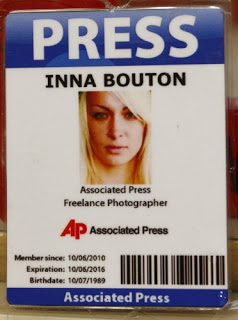 PRESS
INNA BOUTON
Associated Press
Freelance Photographer
AP Associated Press
Member since: 10/06/2010
Expiration: 10/06/2016
Birthdate: 10/07/1989
Associated Press